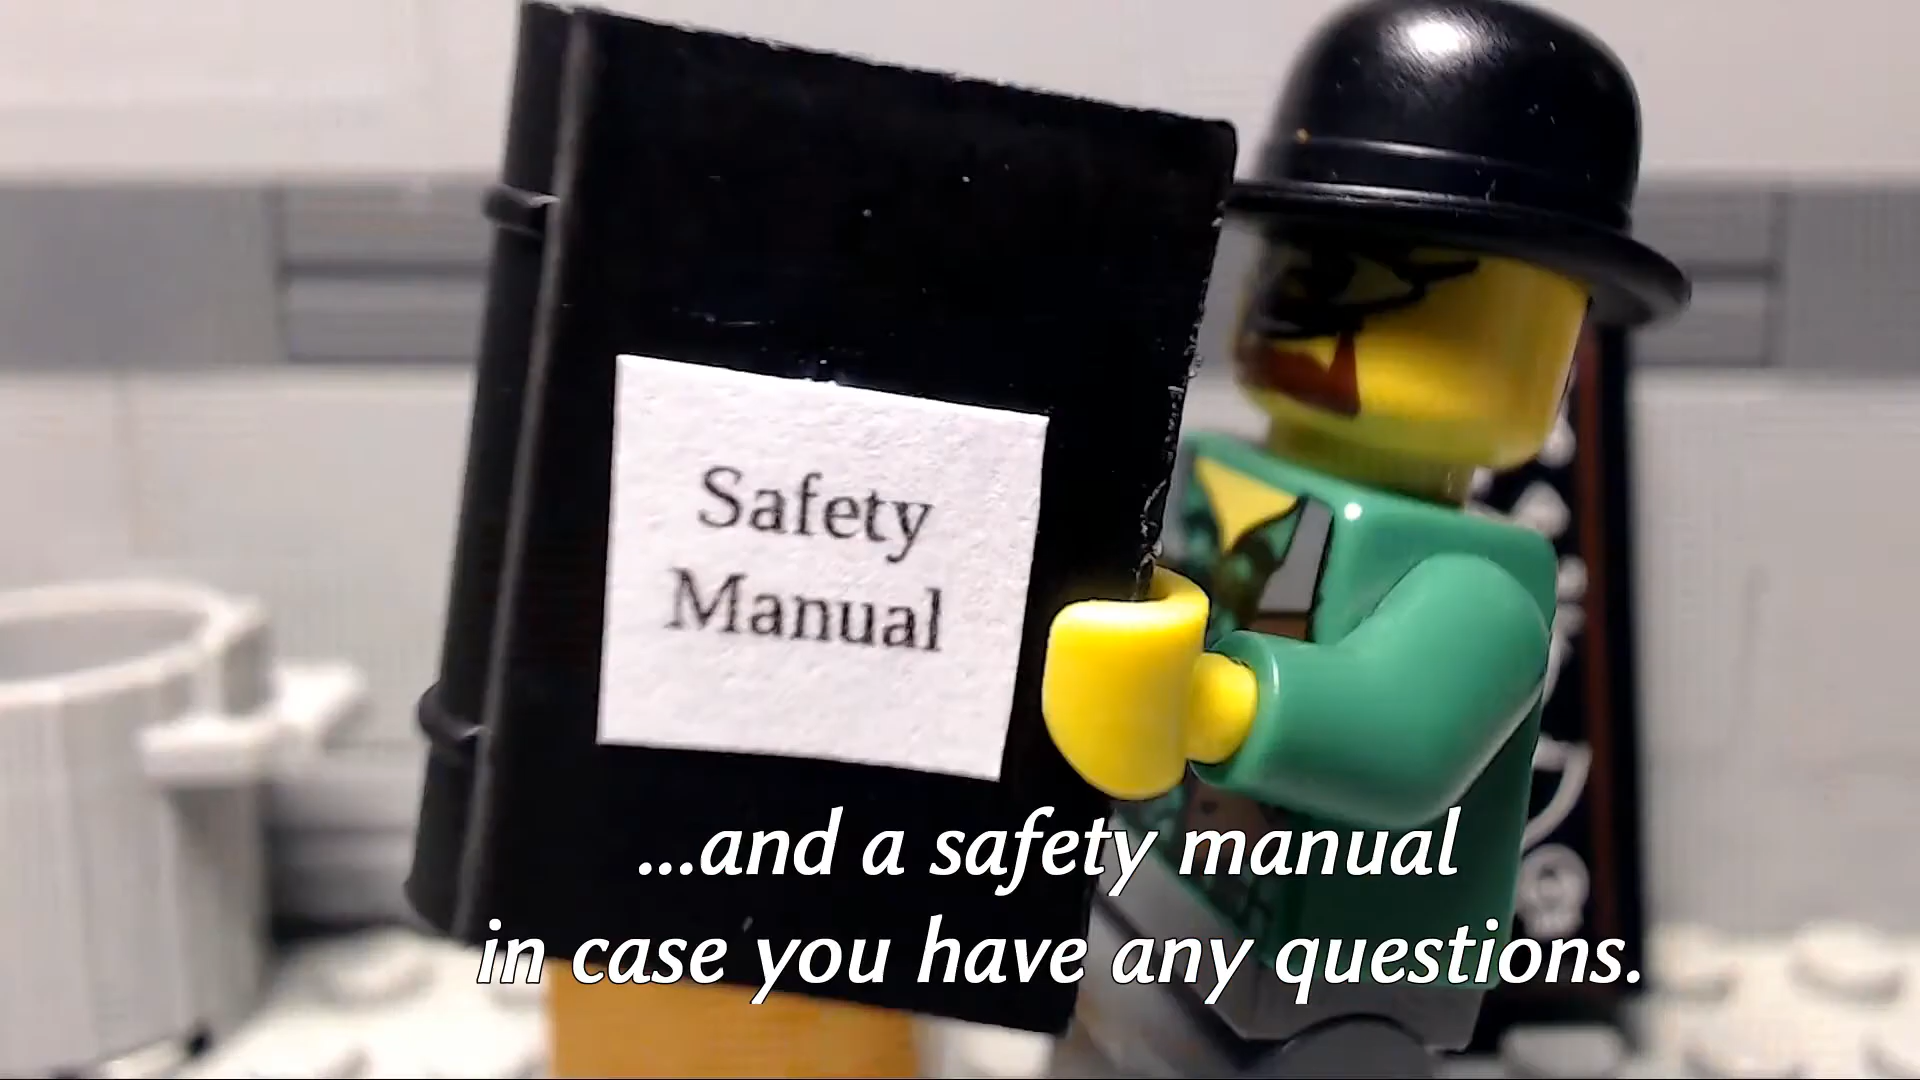 Safety
Manual
...and a safety manual
in case you have any questions.